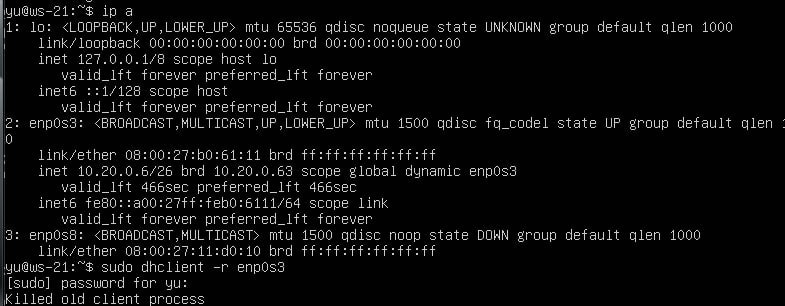 yu@ws-21:~$ ip a
1: lo: <LOOPBACK,UP,LOWER_UP> mtu 65536 qdisc noqueue state UNKNOWN group default qlen 1000
    link/loopback 00:00:00:00:00:00 brd 00:00:00:00:00:00
    inet 127.0.0.1/8 scope host lo
       valid_lft forever preferred_lft forever
    inet6 ::1/128 scope host
       valid_lft forever preferred_lft forever
2: enp0s3: <BROADCAST,MULTICAST,UP,LOWER_UP> mtu 1500 qdisc fq_codel state UP group default qlen 1
0
    link/ether 08:00:27:b0:61:11 brd ff:ff:ff:ff:ff:ff
    inet 10.20.0.6/26 brd 10.20.0.63 scope global dynamic enp0s3
       valid_lft 466sec preferred_lft 466sec
    inet6 fe80::a00:27ff:feb0:6111/64 scope link
       valid_lft forever preferred_lft forever
3: enp0s8: <BROADCAST,MULTICAST> mtu 1500 qdisc noop state DOWN group default qlen 1000
    link/ether 08:00:27:11:d0:10 brd ff:ff:ff:ff:ff:ff
yu@ws-21:~$ sudo dhclient -r enp0s3
[sudo] password for yu:
Killed old client process